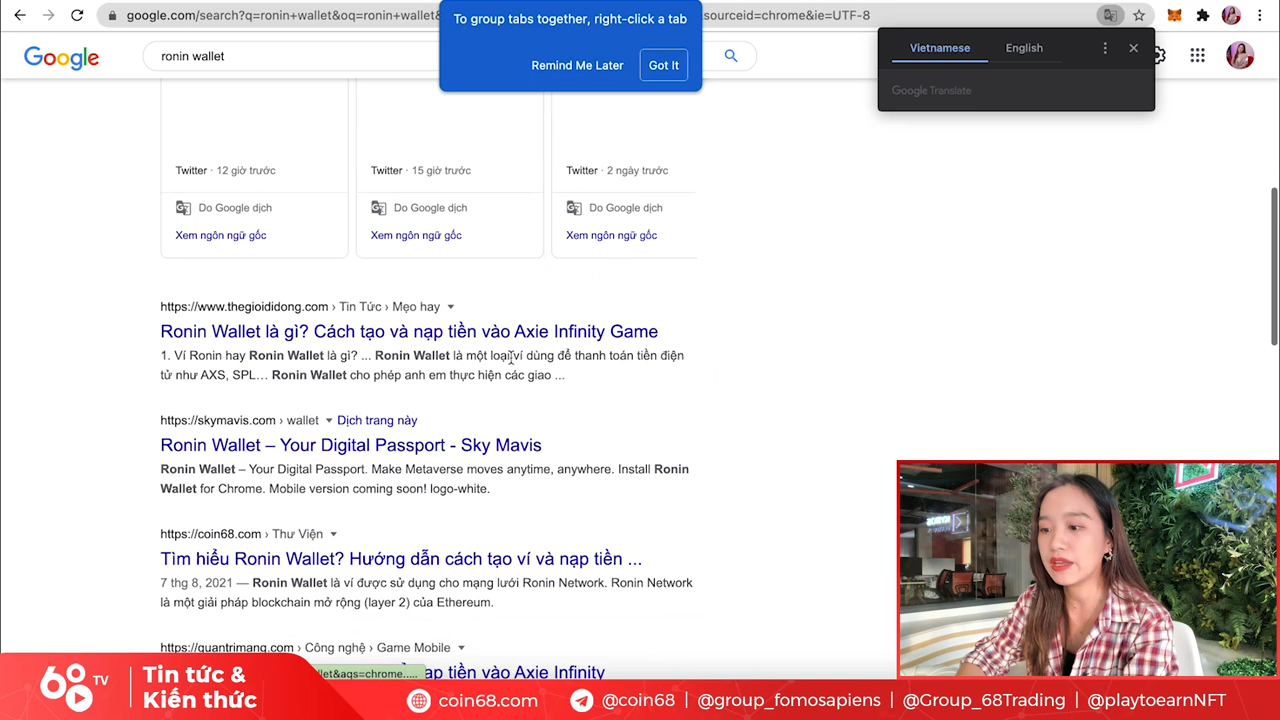 google.com/search?q=ronin+wallet&oq=ronin+wallet&
sourceid=chrome&ie=UTF-8
To group tabs together, right-click a tab
Remind Me Later
Got It
Google
ronin wallet
Vietnamese
English
Google Translate
Twitter · 12 giờ trước
Twitter · 15 giờ trước
Twitter · 2 ngày trước
Do Google dịch
Do Google dịch
Do Google dịch
Xem ngôn ngữ gốc
Xem ngôn ngữ gốc
Xem ngôn ngữ gốc
https://www.thegioididong.com › Tin Tức › Mẹo hay
Ronin Wallet là gì? Cách tạo và nạp tiền vào Axie Infinity Game
1. Ví Ronin hay Ronin Wallet là gì? ... Ronin Wallet là một loại ví dùng để thanh toán tiền điện
tử như AXS, SPL… Ronin Wallet cho phép anh em thực hiện các giao ...
https://skymavis.com › wallet
Dịch trang này
Ronin Wallet – Your Digital Passport - Sky Mavis
Ronin Wallet – Your Digital Passport. Make Metaverse moves anytime, anywhere. Install Ronin
Wallet for Chrome. Mobile version coming soon! logo-white.
https://coin68.com › Thư Viện
Tìm hiểu Ronin Wallet? Hướng dẫn cách tạo ví và nạp tiền ...
7 thg 8, 2021 — Ronin Wallet là ví được sử dụng cho mạng lưới Ronin Network. Ronin Network
là một giải pháp blockchain mở rộng (layer 2) của Ethereum.
https://quantrimang.com › Công nghệ › Game Mobile
llet&aqs=chrome.....
ạp tiền vào Axie Infinity
68 TV
Tin tức &
Kiến thức
coin68.com
@coin68 | @group_fomosapiens | @Group_68Trading | @playtoearnNFT